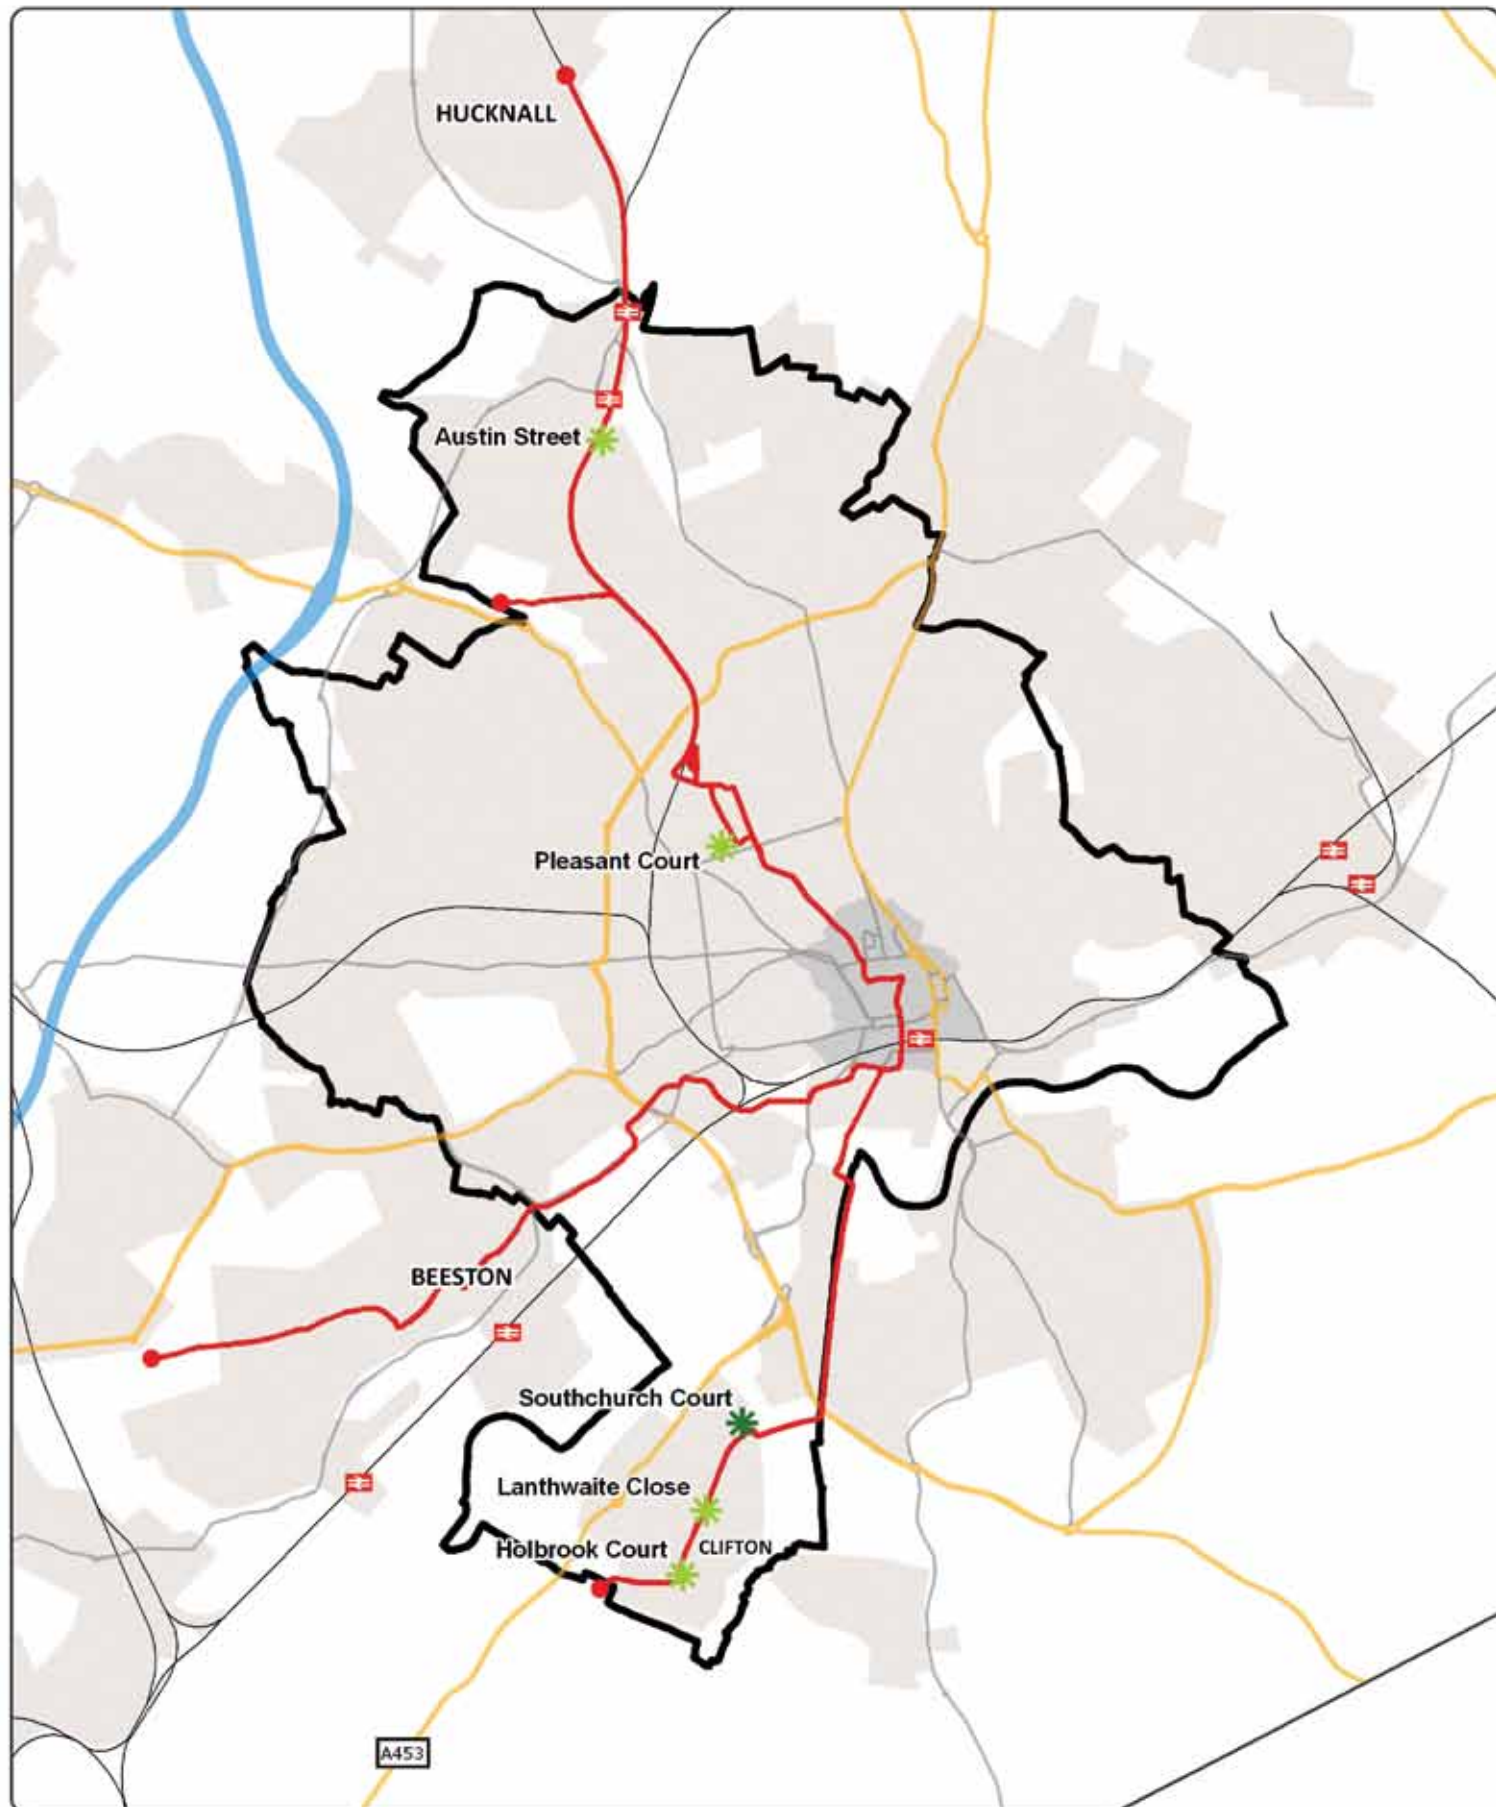 HUCKNALL
Austin Street
Pleasant Court
BEESTON
Southchurch Court
Lanthwaite Close
Holbrook Court
CLIFTON
A453